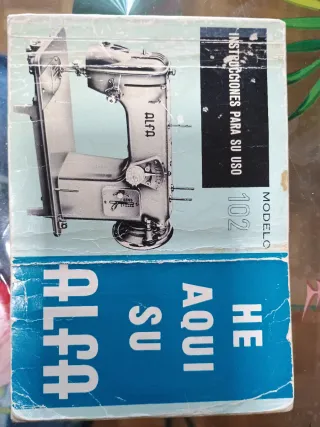 INSTRUCCIONES PARA SU USO
MODELO
102
ALFA
HE
AQUI
SU
ALFA